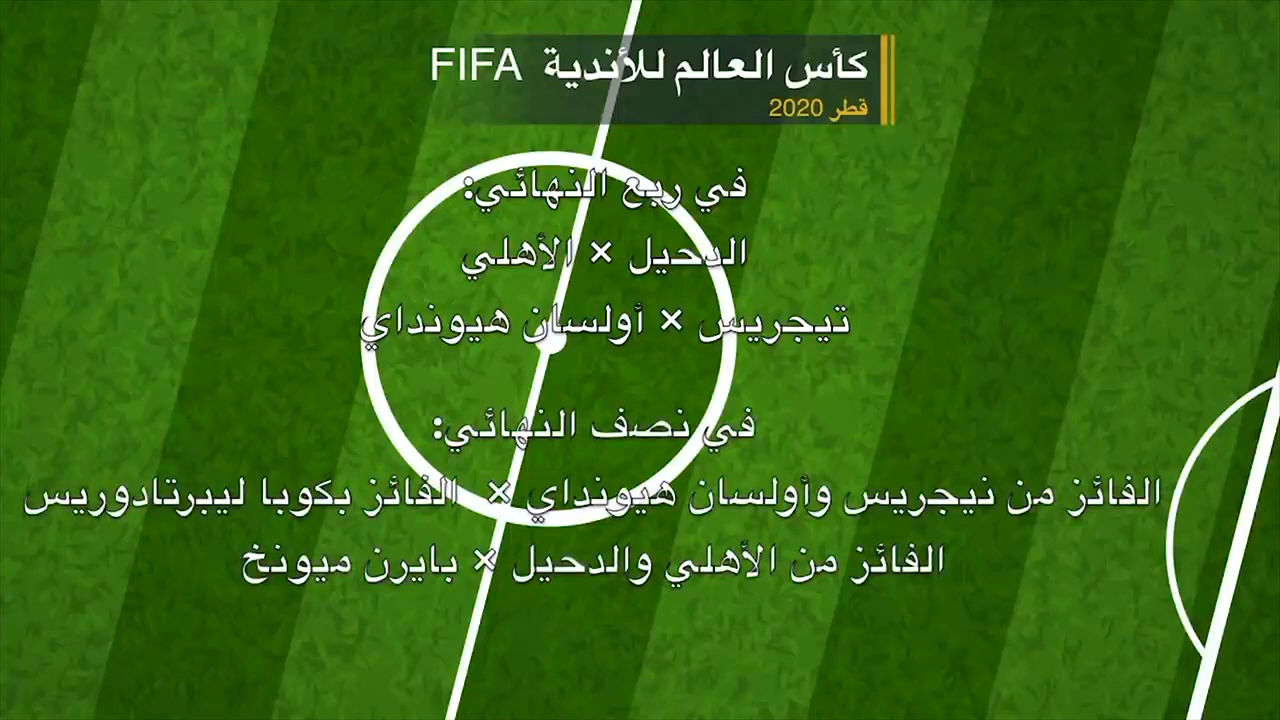 كأس العالم للأندية FIFA
قطر 2020
في ربع النهائي:
الدحيل × الأهلي
تيجريس × أولسان هيونداي
في نصف النهائي:
الفائز من نيجريس وأولسان هيونداي × الفائز بكوبا ليبرتادوريس
الفائز من الأهلي والدحيل × بايرن ميونخ